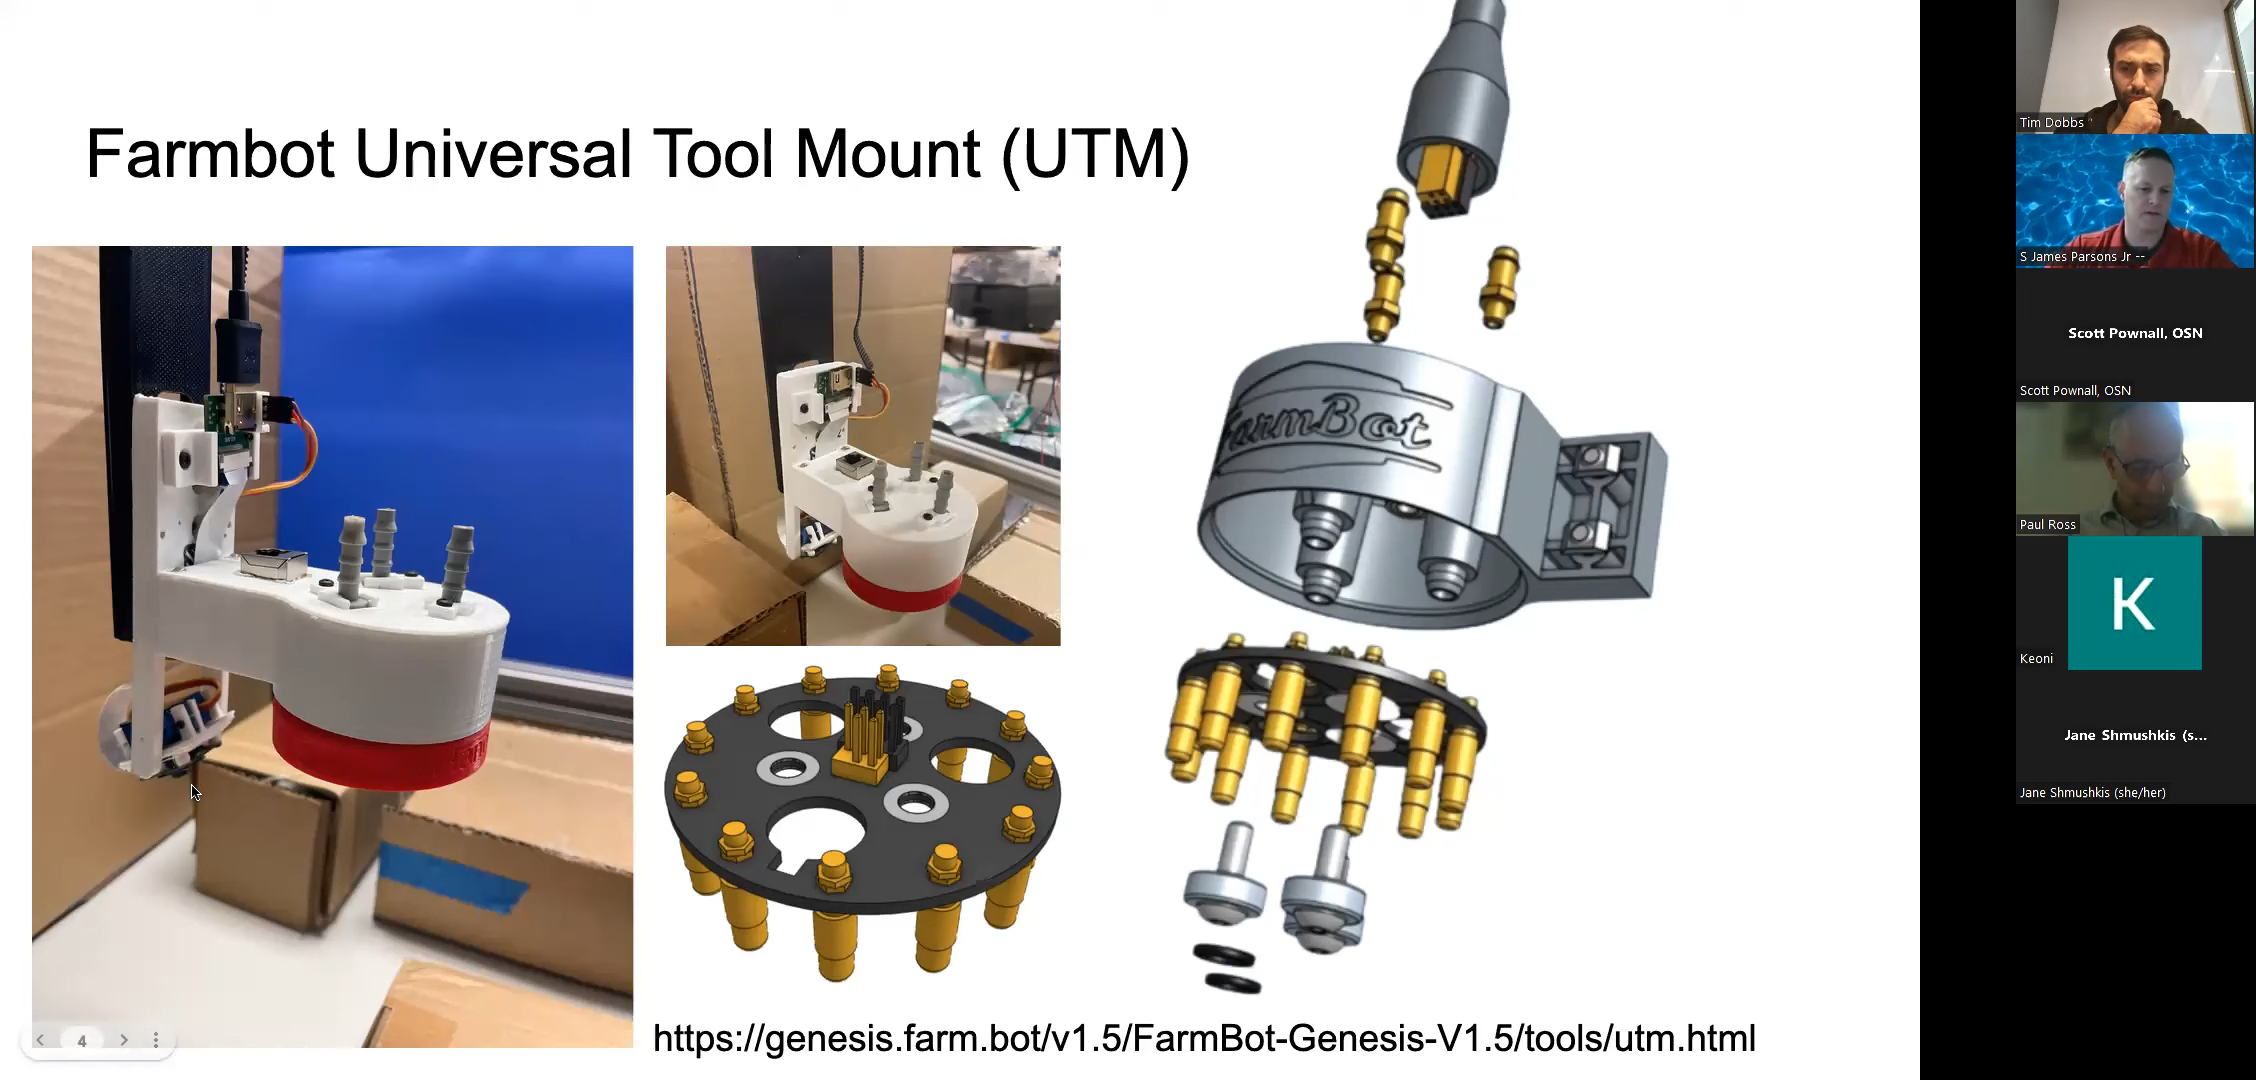 Farmbot Universal Tool Mount (UTM)
FarmBot
https://genesis.farm.bot/v1.5/FarmBot-Genesis-V1.5/tools/utm.html
4
Tim Dobbs
S James Parsons Jr --
Scott Pownall, OSN
Scott Pownall, OSN
Paul Ross
K
Keoni
Jane Shmushkis (s...
Jane Shmushkis (she/her)